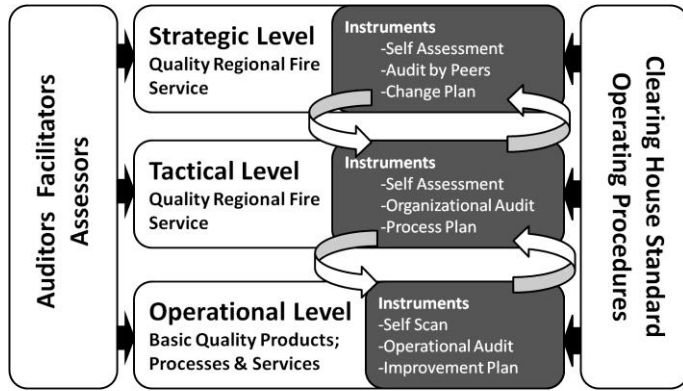 Auditors Facilitators
Assessors
Strategic Level
Quality Regional Fire
Service
Instruments
-Self Assessment
-Audit by Peers
-Change Plan
Tactical Level
Quality Regional Fire
Service
Instruments
-Self Assessment
-Organizational Audit
-Process Plan
Operational Level
Basic Quality Products;
Processes & Services
Instruments
-Self Scan
-Operational Audit
-Improvement Plan
Clearing House Standard
Operating Procedures